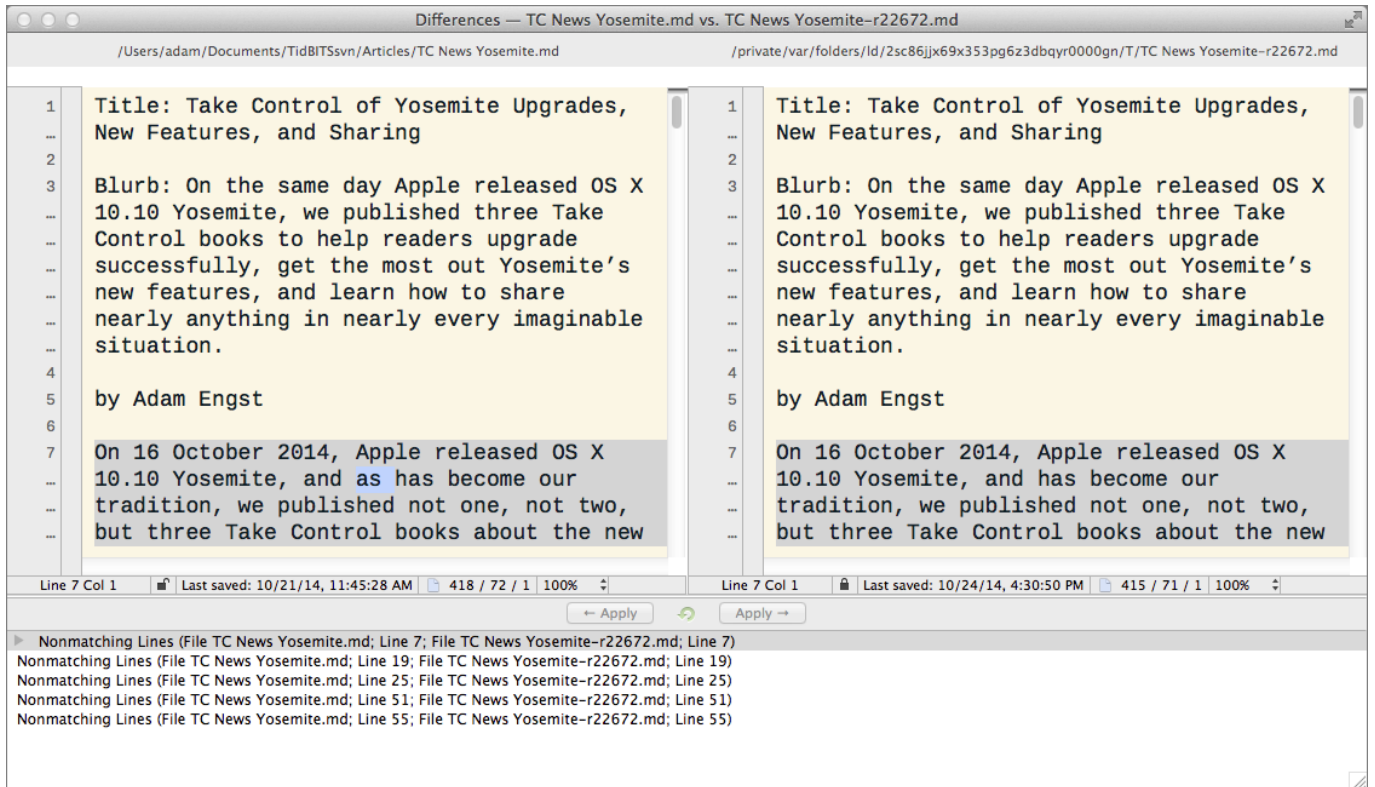 Differences — TC News Yosemite.md vs. TC News Yosemite-r22672.md
/Users/adam/Documents/TidBITSsvn/Articles/TC News Yosemite.md
1 Title: Take Control of Yosemite Upgrades,
… New Features, and Sharing
2
3 Blurb: On the same day Apple released OS X
… 10.10 Yosemite, we published three Take
… Control books to help readers upgrade
… successfully, get the most out Yosemite’s
… new features, and learn how to share
… nearly anything in nearly every imaginable
… situation.
4
5 by Adam Engst
6
7 On 16 October 2014, Apple released OS X
… 10.10 Yosemite, and as has become our
… tradition, we published not one, not two,
… but three Take Control books about the new
Line 7 Col 1 Last saved: 10/21/14, 11:45:28 AM 418 / 72 / 1 100%
/private/var/folders/ld/2sc86jjx69x353pg6z3dbqyr0000gn/T/TC News Yosemite-r22672.md
1 Title: Take Control of Yosemite Upgrades,
… New Features, and Sharing
2
3 Blurb: On the same day Apple released OS X
… 10.10 Yosemite, we published three Take
… Control books to help readers upgrade
… successfully, get the most out Yosemite’s
… new features, and learn how to share
… nearly anything in nearly every imaginable
… situation.
4
5 by Adam Engst
6
7 On 16 October 2014, Apple released OS X
… 10.10 Yosemite, and has become our
… tradition, we published not one, not two,
… but three Take Control books about the new
Line 7 Col 1 Last saved: 10/24/14, 4:30:50 PM 415 / 71 / 1 100%
← Apply Apply →
Nonmatching Lines (File TC News Yosemite.md; Line 7; File TC News Yosemite-r22672.md; Line 7)
Nonmatching Lines (File TC News Yosemite.md; Line 19; File TC News Yosemite-r22672.md; Line 19)
Nonmatching Lines (File TC News Yosemite.md; Line 25; File TC News Yosemite-r22672.md; Line 25)
Nonmatching Lines (File TC News Yosemite.md; Line 51; File TC News Yosemite-r22672.md; Line 51)
Nonmatching Lines (File TC News Yosemite.md; Line 55; File TC News Yosemite-r22672.md; Line 55)